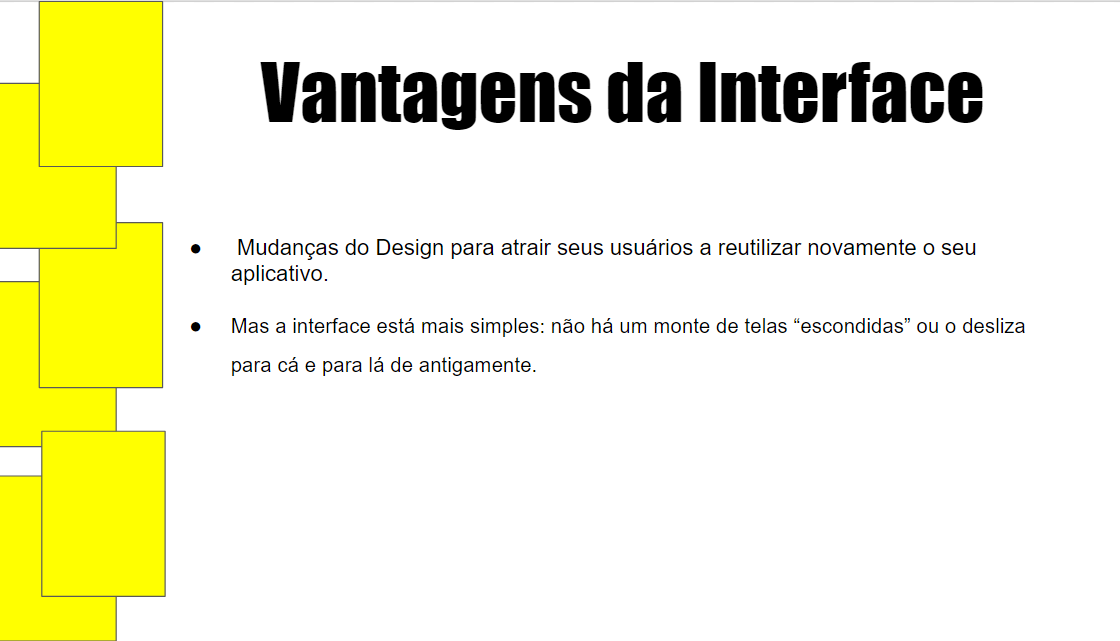 Vantagens da Interface
● Mudanças do Design para atrair seus usuários a reutilizar novamente o seu
aplicativo.
● Mas a interface está mais simples: não há um monte de telas “escondidas” ou o desliza
para cá e para lá de antigamente.